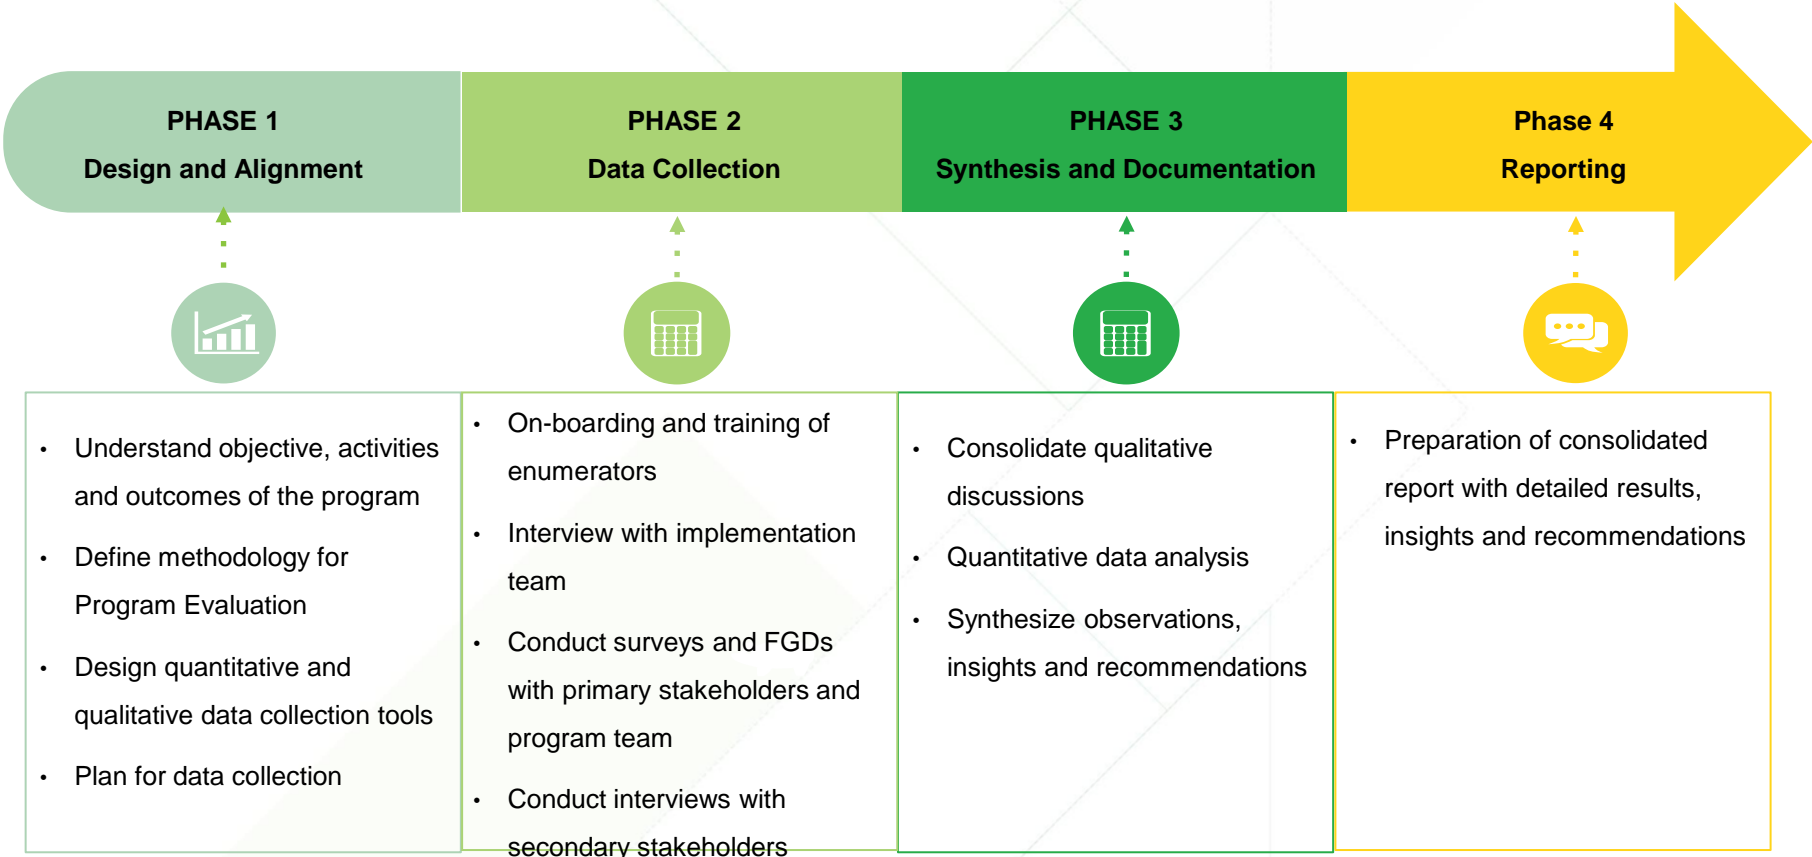 PHASE 1
Design and Alignment
PHASE 2
Data Collection
PHASE 3
Synthesis and Documentation
Phase 4
Reporting
• Understand objective, activities
and outcomes of the program
• Define methodology for
Program Evaluation
• Design quantitative and
qualitative data collection tools
• Plan for data collection
• On-boarding and training of
enumerators
• Interview with implementation
team
• Conduct surveys and FGDs
with primary stakeholders and
program team
• Conduct interviews with
secondary stakeholders
• Consolidate qualitative
discussions
• Quantitative data analysis
• Synthesize observations,
insights and recommendations
• Preparation of consolidated
report with detailed results,
insights and recommendations